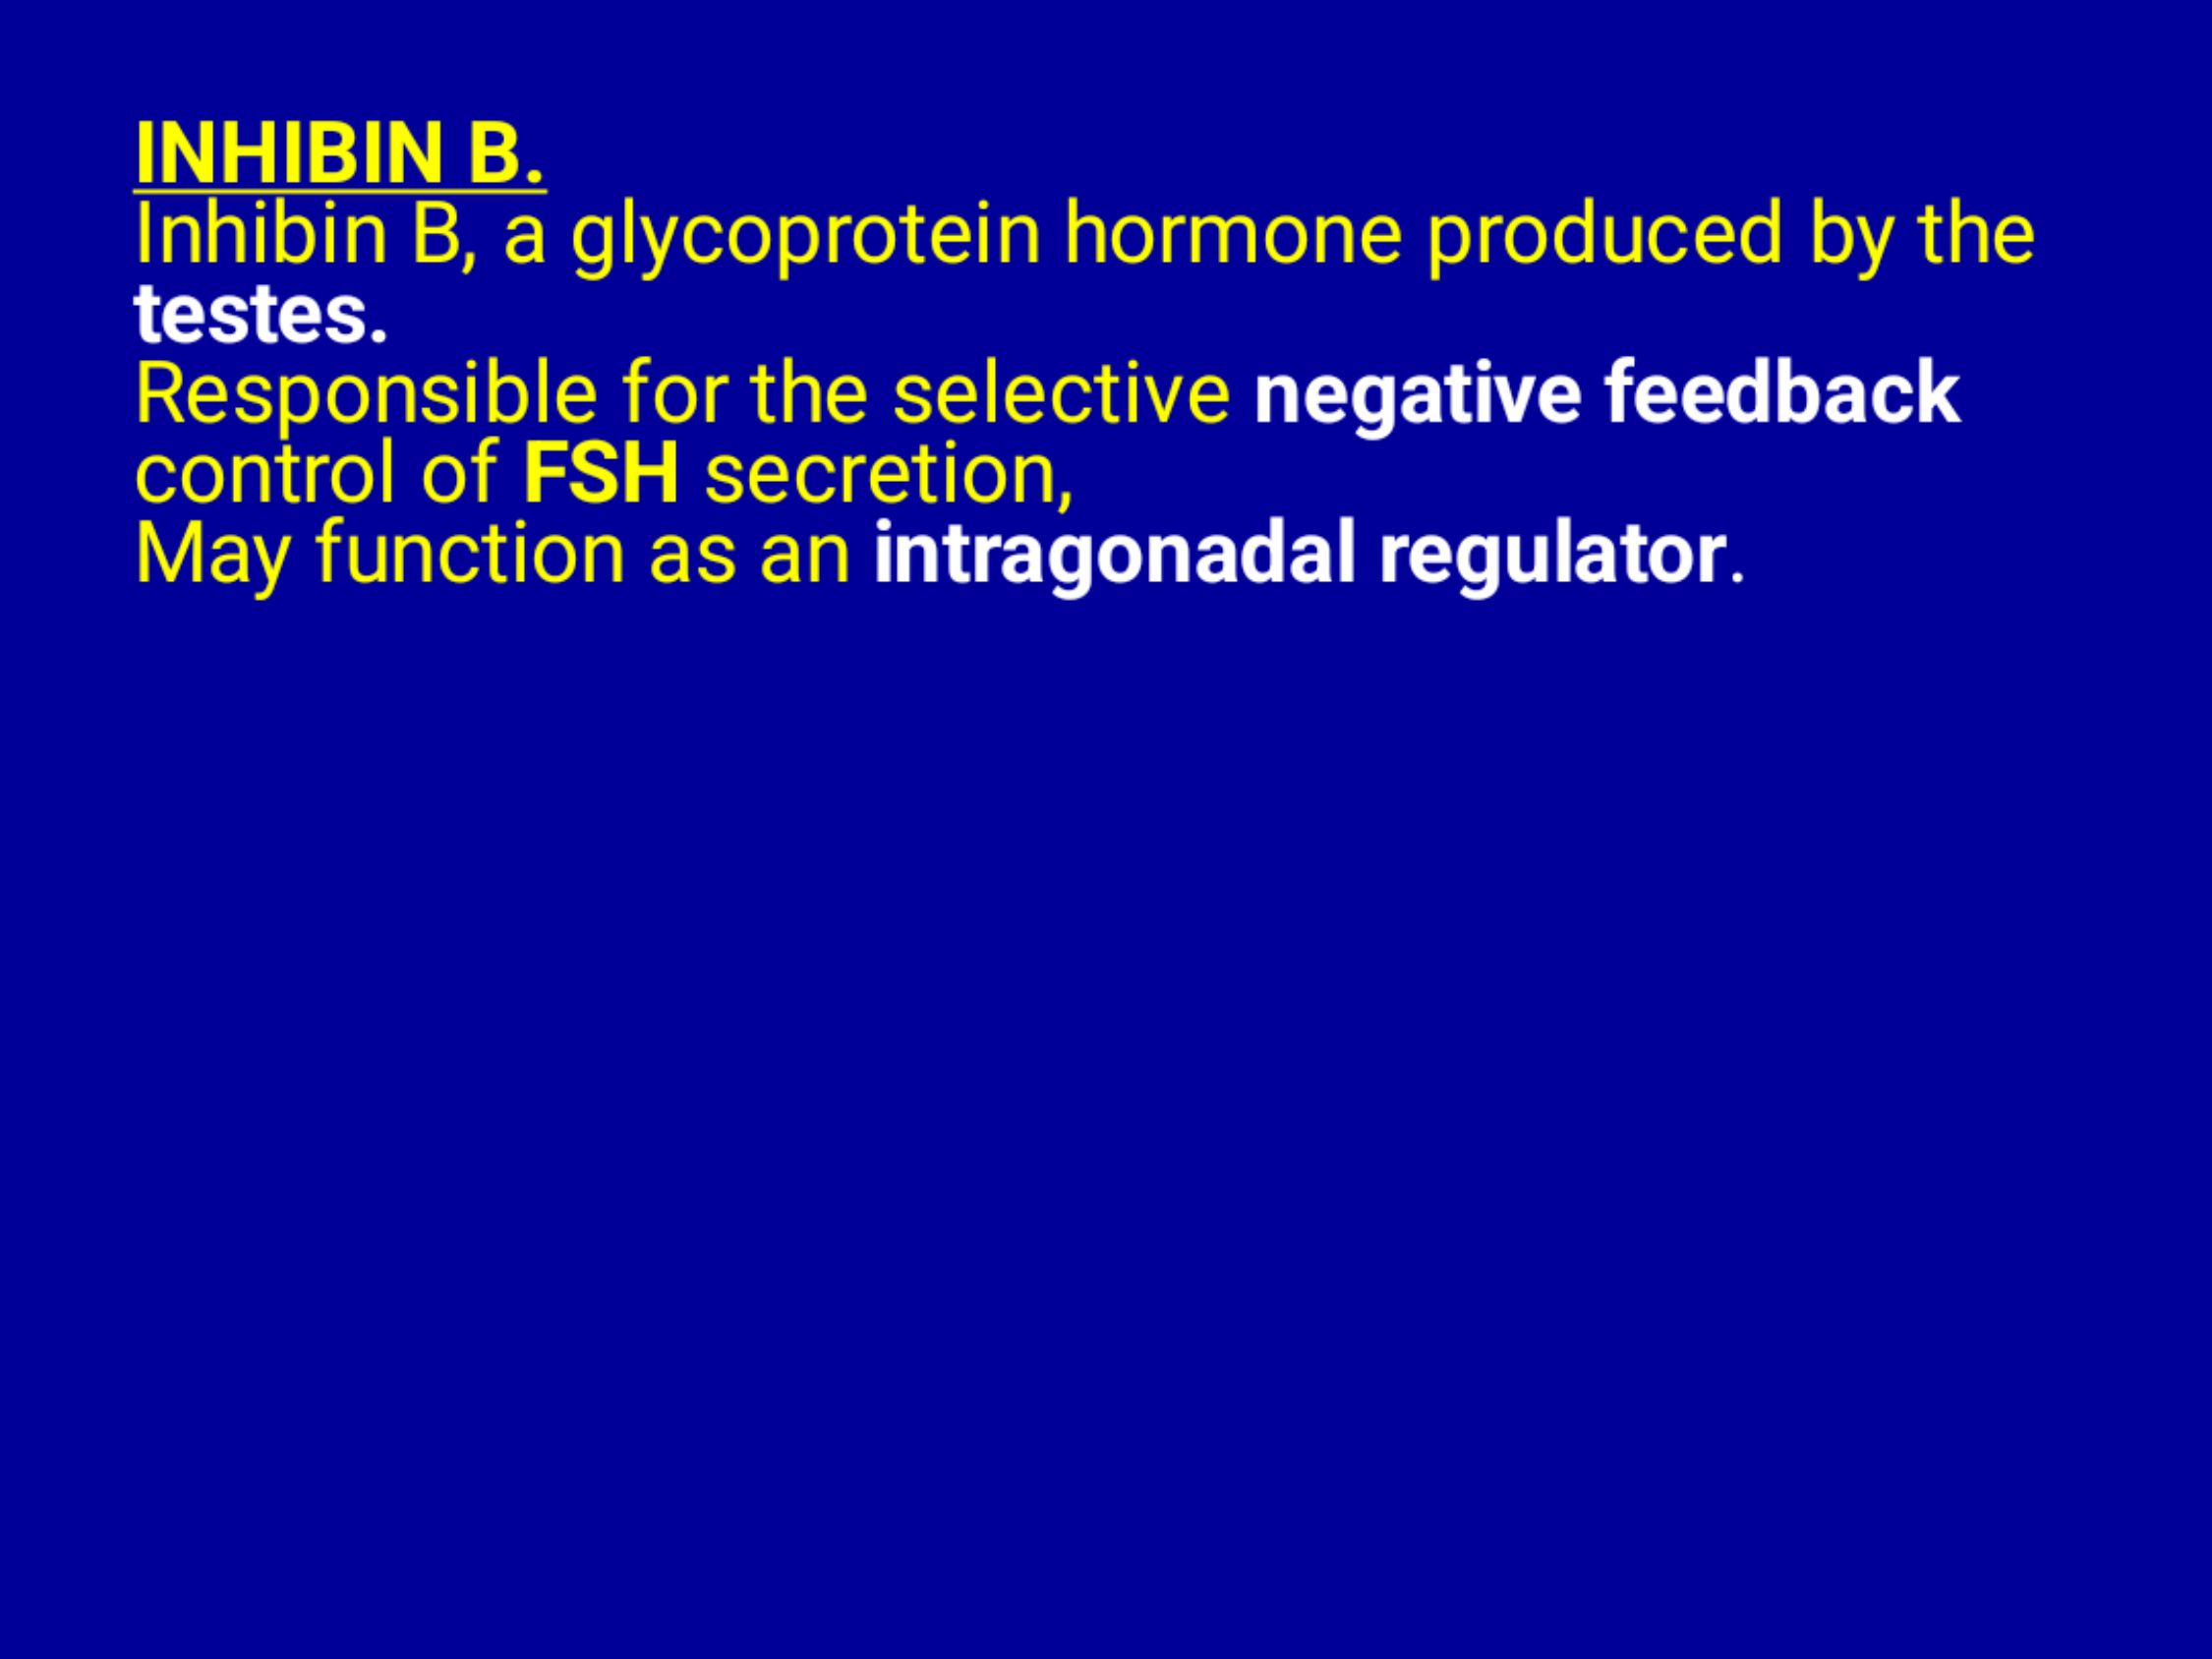 INHIBIN B.
Inhibin B, a glycoprotein hormone produced by the
testes.
Responsible for the selective negative feedback
control of FSH secretion,
May function as an intragonadal regulator.